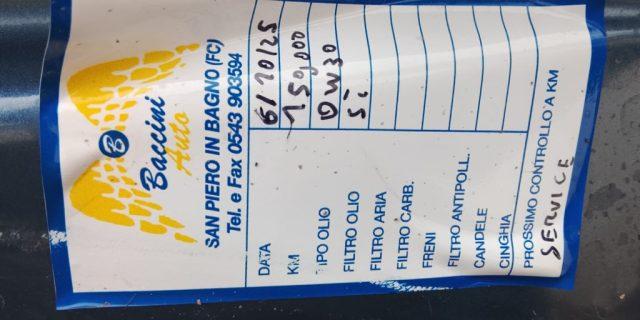 B
Baccini
Auto
SAN PIERO IN BAGNO (FC)
Tel. e Fax 0543 903594
DATA 6/10/25
KM 150,000
TIPO OLIO 0W30
FILTRO OLIO Si
FILTRO ARIA
FILTRO CARB.
FRENI
FILTRO ANTIPOLL.
CANDELE
CINGHIA
PROSSIMO CONTROLLO A KM
SERVICE